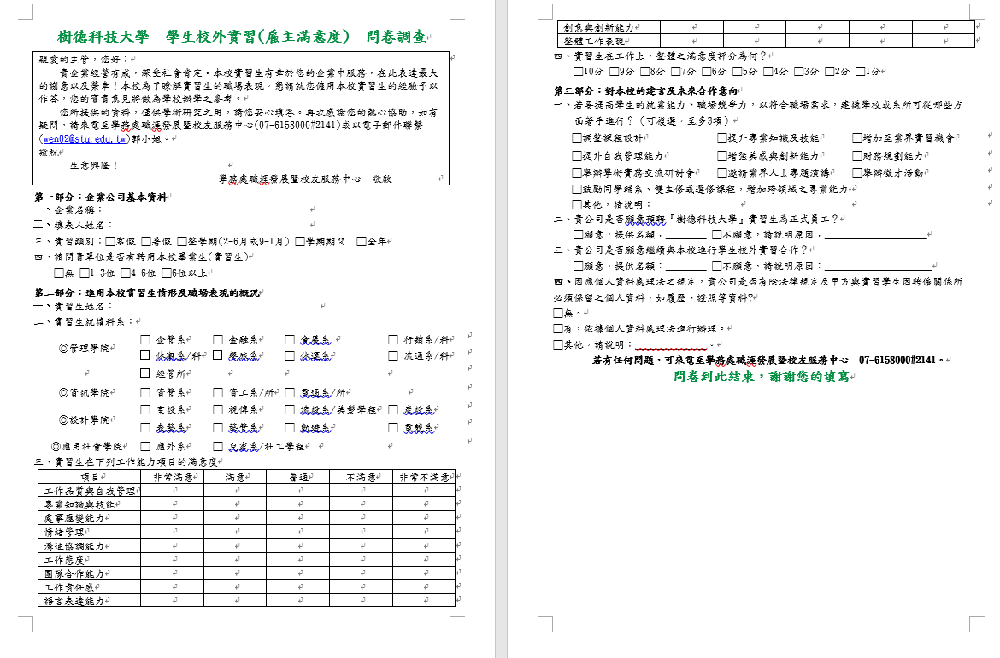 樹德科技大學　學生校外實習(雇主滿意度)　問卷調查
親愛的主管，您好：
貴企業經營有成，深受社會肯定。本校實習生有幸於您的企業中服務，在此表達最大
的謝意以及榮幸！本校為了瞭解實習生的職場表現，懇請就您僱用本校實習生的經驗予以
作答，您的寶貴意見將做為學校辦學之參考。
您所提供的資料，僅供學術研究之用，請您安心填答。再次感謝您的熱心協助，如有
疑問，請來電至學務處職涯發展暨校友服務中心(07-6158000#2141)或以電子郵件聯繫
(wen02@stu.edu.tw)郭小姐。
敬祝
生意興隆！
學務處職涯發展暨校友服務中心　敬啟
第一部分：企業公司基本資料
一、企業名稱：
二、填表人姓名：
三、實習類別：□寒假 □暑假 □整學期(2-6月或9-1月) □學期期間　□全年
四、請問貴單位是否有聘用本校畢業生(實習生)
□無 □1-3位 □4-6位 □6位以上
第二部分：進用本校實習生情形及職場表現的概況
一、實習生姓名：
二、實習生就讀科系：
◎管理學院
□ 企管系　□ 金融系　□ 會展系　□ 行銷系/科
□ 休觀系/科 □ 餐旅系　□ 休運系　□ 流通系/科
□ 經管所
◎資訊學院　□ 資管系　□ 資工系/所　□ 電通系/所
◎設計學院
□ 室設系　□ 視傳系　□ 流設系/美髮學程　□ 產設系
□ 表藝系　□ 藝管系　□ 動遊系　□ 電競系
◎應用社會學院　□ 應外系　□ 兒家系/社工學程
三、實習生在下列工作能力項目的滿意度
項目　非常滿意　滿意　普通　不滿意　非常不滿意
工作品質與自我管理
專業知識與技能
處事應變能力
情緒管理
溝通協調能力
工作態度
團隊合作能力
工作責任感
語言表達能力
創意與創新能力
整體工作表現
四、實習生在工作上，整體之滿意度評分為何？
□10分 □9分 □8分 □7分 □6分 □5分 □4分 □3分 □2分 □1分
第三部分：對本校的建言及未來合作意向
一、若要提高學生的就業能力、職場競爭力，以符合職場需求，建議學校或系所可從哪些方
面著手進行？（可複選，至多3項）
□調整課程設計　□提升專業知識及技能　□增加至業界實習機會
□提升自我管理能力　□增強美感與創新能力　□財務規劃能力
□舉辦學術實務交流研討會　□邀請業界人士專題演講　□舉辦徵才活動
□鼓勵同學輔系、雙主修或選修課程，增加跨領域之專業能力
□其他，請說明：________________
二、貴公司是否願意預聘「樹德科技大學」實習生為正式員工？
□願意，提供名額：________ □不願意，請說明原因：____________________
三、貴公司是否願意繼續與本校進行學生校外實習合作？
□願意，提供名額：________ □不願意，請說明原因：____________________
四、因應個人資料處理法之規定，貴公司是否有除法律規定及甲方與實習學生因聘僱關係所
必須保留之個人資料，如履歷、證照等資料?
□無。
□有，依據個人資料處理法進行辦理。
□其他，請說明：______________。
若有任何問題，可來電至學務處職涯發展暨校友服務中心　07-6158000#2141。
問卷到此結束，謝謝您的填寫